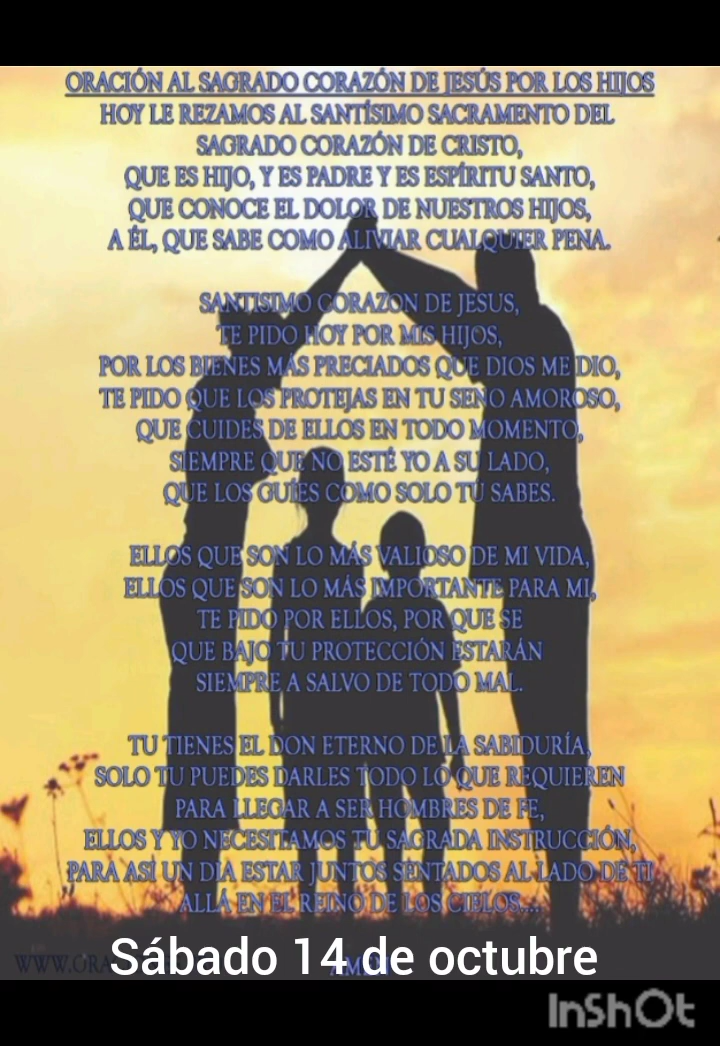 ORACIÓN AL SAGRADO CORAZÓN DE JESÚS POR LOS HIJOS
HOY LE REZAMOS AL SANTÍSIMO SACRAMENTO DEL
SAGRADO CORAZÓN DE CRISTO,
QUE ES HIJO, Y ES PADRE Y ES ESPÍRITU SANTO,
QUE CONOCE EL DOLOR DE NUESTROS HIJOS,
A ÉL, QUE SABE COMO ALIVIAR CUALQUIER PENA.
SANTISIMO CORAZON DE JESUS,
TE PIDO HOY POR MIS HIJOS,
POR LOS BIENES MÁS PRECIADOS QUE DIOS ME DIO,
TE PIDO QUE LOS PROTEJAS EN TU SENO AMOROSO,
QUE CUIDES DE ELLOS EN TODO MOMENTO,
SIEMPRE QUE NO ESTÉ YO A SU LADO,
QUE LOS GUÍES COMO SOLO TU SABES.
ELLOS QUE SON LO MÁS VALIOSO DE MI VIDA,
ELLOS QUE SON LO MÁS IMPORTANTE PARA MI,
TE PIDO POR ELLOS, POR QUE SE
QUE BAJO TU PROTECCIÓN ESTARÁN
SIEMPRE A SALVO DE TODO MAL.
TU TIENES EL DON ETERNO DE LA SABIDURÍA,
SOLO TU PUEDES DARLES TODO LO QUE REQUIEREN
PARA LLEGAR A SER HOMBRES DE FE,
ELLOS Y YO NECESITAMOS TU SAGRADA INSTRUCCIÓN,
PARA ASÍ UN DÍA ESTAR JUNTOS SENTADOS AL LADO DE TI
ALLÁ EN EL REINO DE LOS CIELOS....
AMEN
Sábado 14 de octubre
InShOt